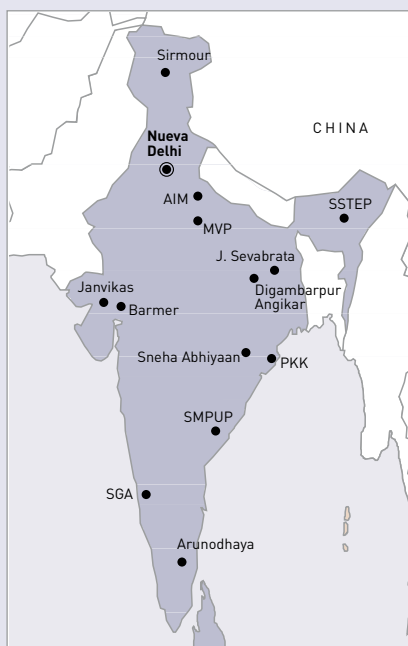 Sirmour
CHINA
Nueva
Delhi
AIM
SSTEP
MVP
J. Sevabrata
Digambarpur
Angikar
Janvikas
Barmer
Sneha Abhiyaan
PKK
SMPUP
SGA
Arunodhaya